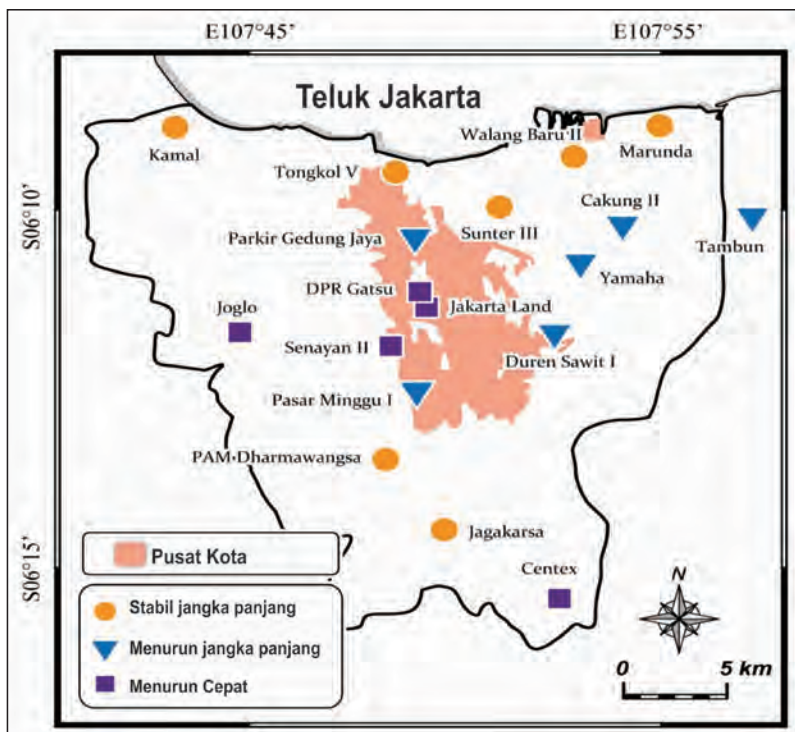 E107°45
E107°55
Teluk Jakarta
Walang Baru II
Kamal
Marunda
Tongkol V
S06°10
Cakung II
Sunter III
Parkir Gedung Jaya
Tambun
Yamaha
DPR Gatsu
Joglo
Jakarta Land
Senayan II
Duren Sawit I
Pasar Minggu I
PAM-Dharmawangsa
Jagakarsa
Pusat Kota
S06°15
Centex
N
Stabil jangka panjang
Menurun jangka panjang
Menurun Cepat
0 5 km